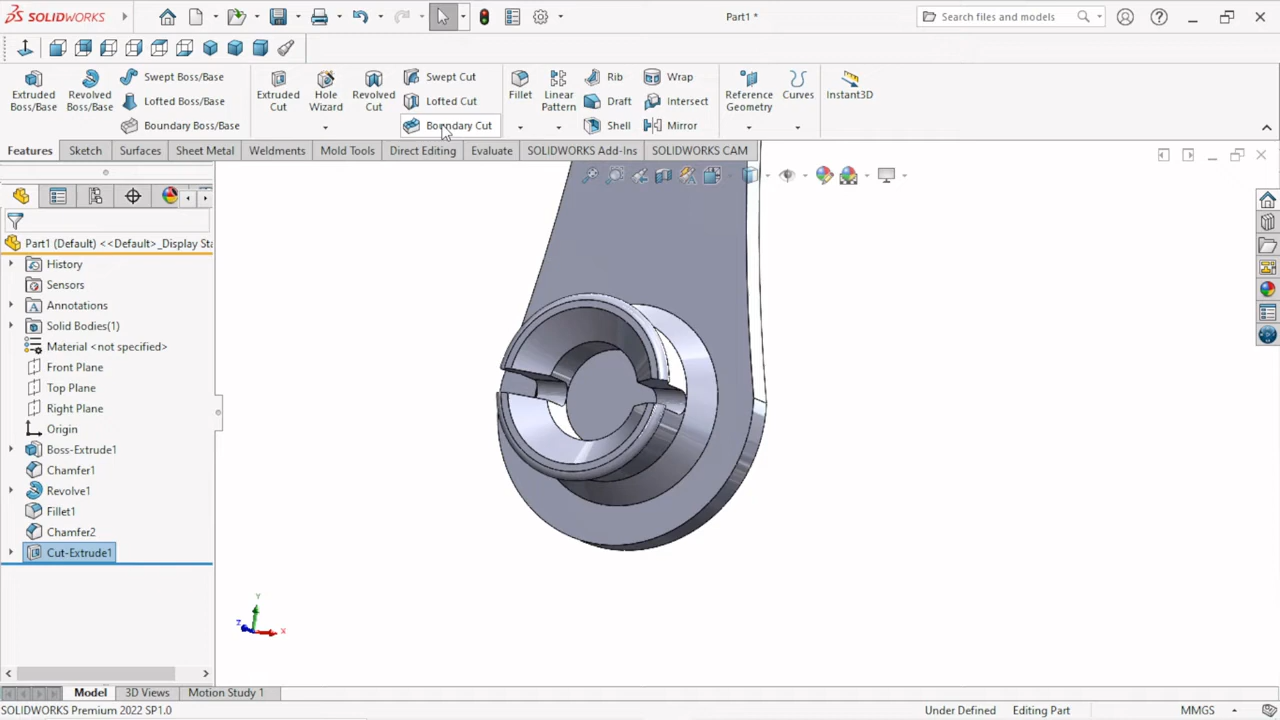 SOLIDWORKS
Part1 *
Search files and models
Extruded Boss/Base
Revolved Boss/Base
Swept Boss/Base
Lofted Boss/Base
Boundary Boss/Base
Extruded Cut
Hole Wizard
Revolved Cut
Swept Cut
Lofted Cut
Boundary Cut
Fillet
Linear Pattern
Rib
Draft
Shell
Wrap
Intersect
Mirror
Reference Geometry
Curves
Instant3D
Features
Sketch
Surfaces
Sheet Metal
Weldments
Mold Tools
Direct Editing
Evaluate
SOLIDWORKS Add-Ins
SOLIDWORKS CAM
Part1 (Default) <<Default>_Display Sta
History
Sensors
Annotations
Solid Bodies(1)
Material <not specified>
Front Plane
Top Plane
Right Plane
Origin
Boss-Extrude1
Chamfer1
Revolve1
Fillet1
Chamfer2
Cut-Extrude1
Y
Z
X
Model
3D Views
Motion Study 1
SOLIDWORKS Premium 2022 SP1.0
Under Defined
Editing Part
MMGS